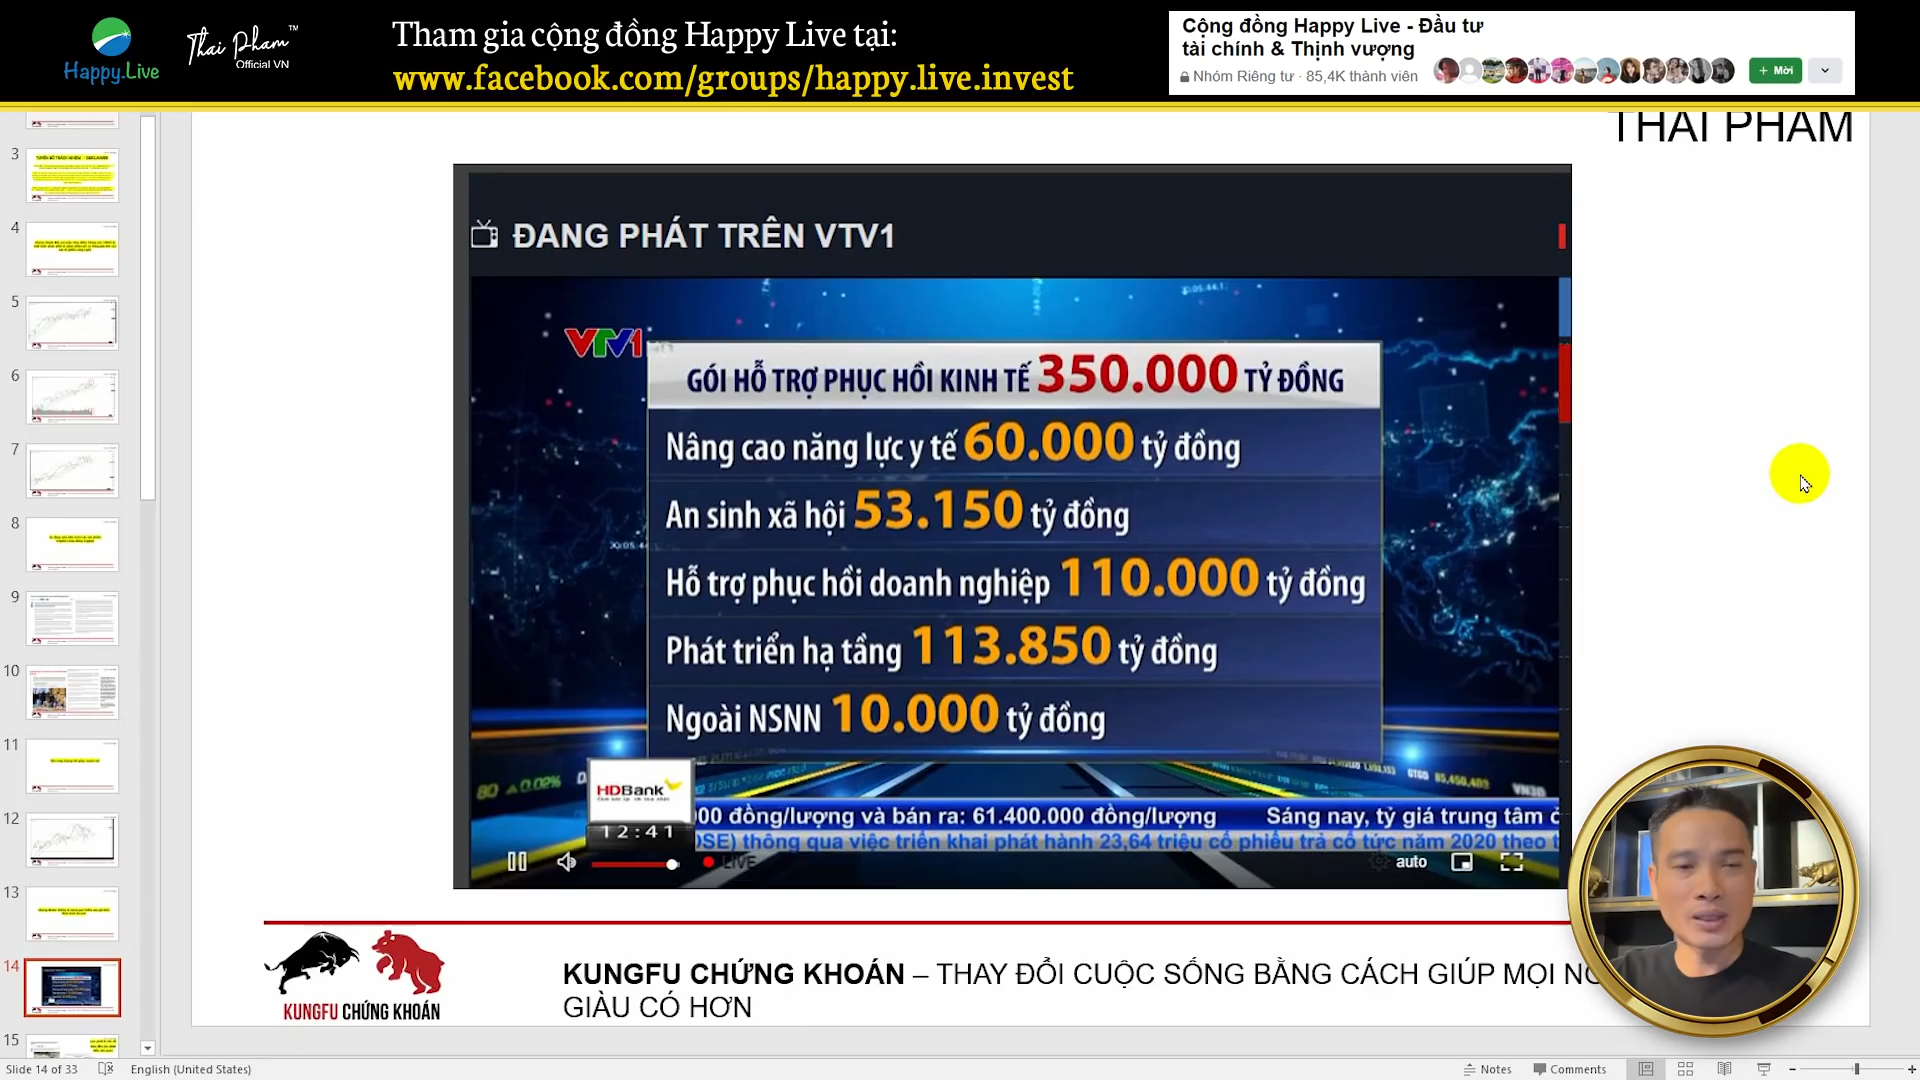 Happy.Live
Thai Pham™
Official VN
Tham gia cộng đồng Happy Live tại:
www.facebook.com/groups/happy.live.invest
Cộng đồng Happy Live - Đầu tư
tài chính & Thịnh vượng
Nhóm Riêng tư · 85,4K thành viên
+ Mời
THAI PHAM
3
4
5
6
7
8
9
10
11
12
13
14
15
ĐANG PHÁT TRÊN VTV1
VTV1
GÓI HỖ TRỢ PHỤC HỒI KINH TẾ 350.000 TỶ ĐỒNG
Nâng cao năng lực y tế 60.000 tỷ đồng
An sinh xã hội 53.150 tỷ đồng
Hỗ trợ phục hồi doanh nghiệp 110.000 tỷ đồng
Phát triển hạ tầng 113.850 tỷ đồng
Ngoài NSNN 10.000 tỷ đồng
80 ▲0.02%
85,450,403
VN30
HDBank
12:41
00 đồng/lượng và bán ra: 61.400.000 đồng/lượng Sáng nay, tỷ giá trung tâm
OSE) thông qua việc triển khai phát hành 23,64 triệu cổ phiếu trả cổ tức năm 2020 theo
LIVE
auto
KUNGFU CHỨNG KHOÁN
KUNGFU CHỨNG KHOÁN – THAY ĐỔI CUỘC SỐNG BẰNG CÁCH GIÚP MỌI
GIÀU CÓ HƠN
Slide 14 of 33
English (United States)
Notes
Comments